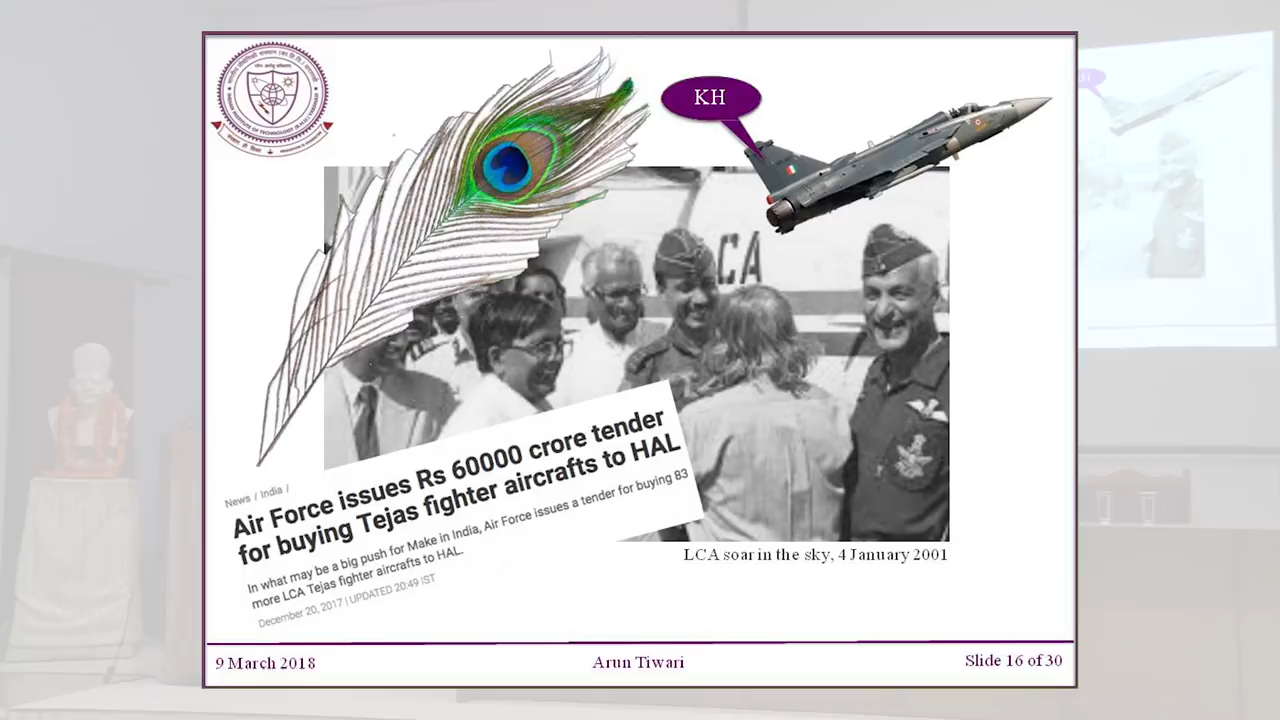 KH
CA
News / India /
Air Force issues Rs 60000 crore tender
for buying Tejas fighter aircrafts to HAL
In what may be a big push for Make in India, Air Force issues a tender for buying 83
more LCA Tejas fighter aircrafts to HAL.
December 20, 2017 | UPDATED 20:49 IST
LCA soar in the sky, 4 January 2001
9 March 2018
Arun Tiwari
Slide 16 of 30